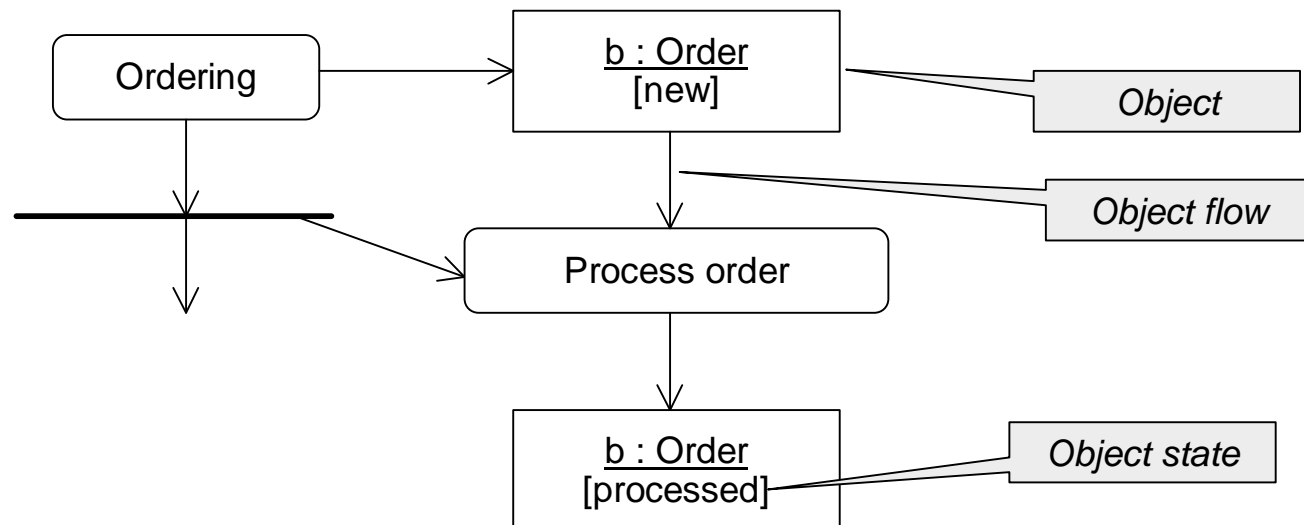 Ordering
b : Order
[new]
Object
Object flow
Process order
b : Order
[processed]
Object state